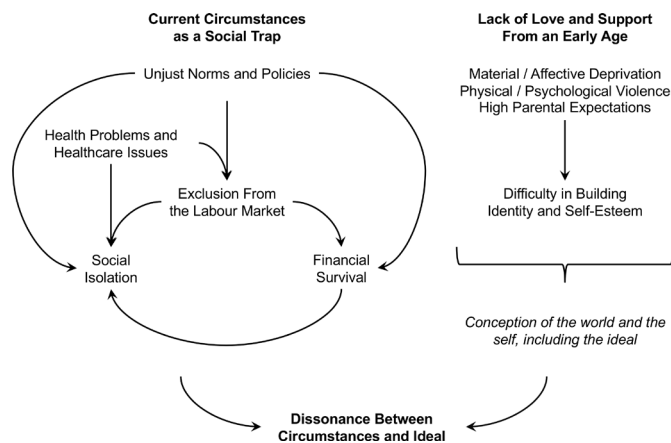 Current Circumstances
as a Social Trap
Unjust Norms and Policies
Health Problems and
Healthcare Issues
Exclusion From
the Labour Market
Social
Isolation
Financial
Survival
Lack of Love and Support
From an Early Age
Material / Affective Deprivation
Physical / Psychological Violence
High Parental Expectations
Difficulty in Building
Identity and Self-Esteem
Conception of the world and the
self, including the ideal
Dissonance Between
Circumstances and Ideal